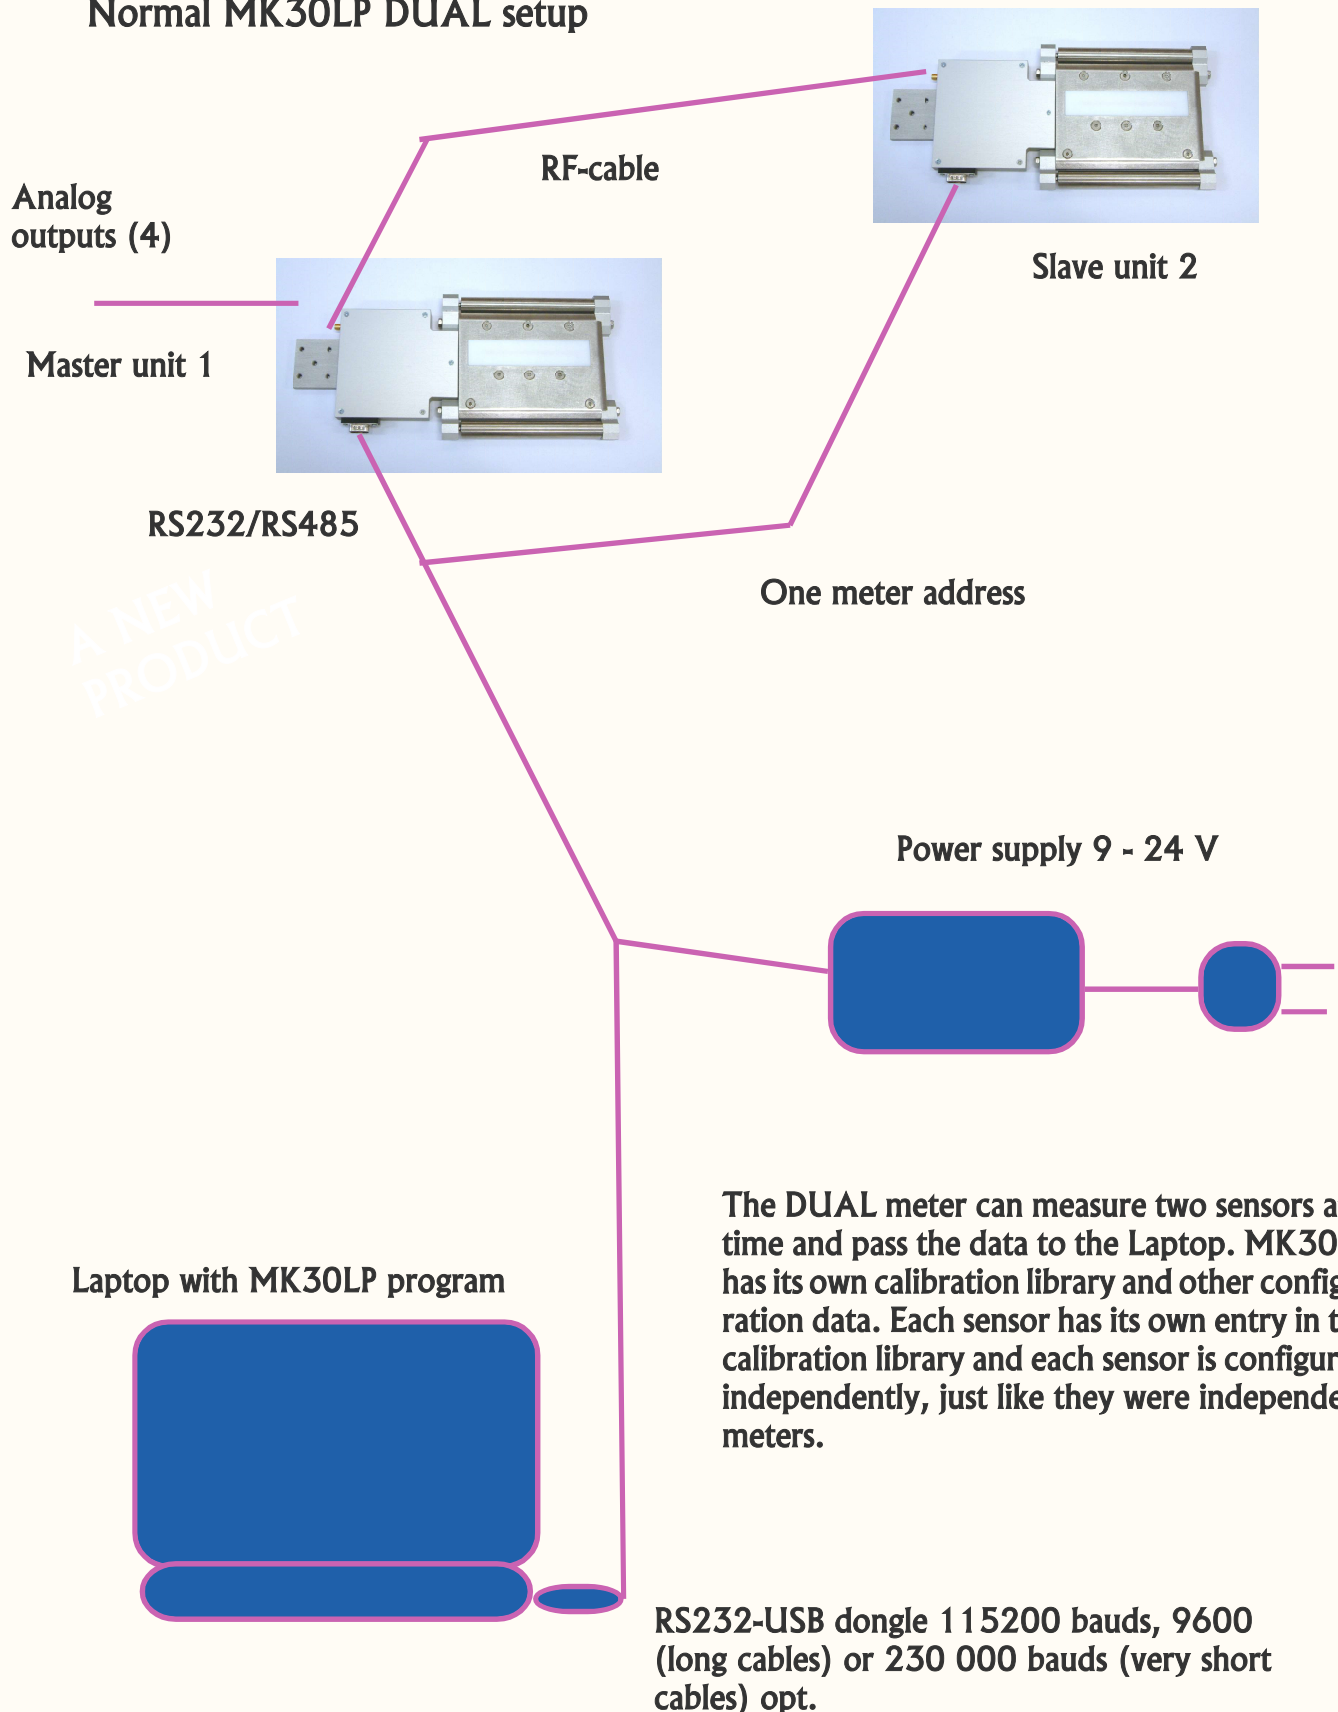 Normal MK30LP DUAL setup
RF-cable
Analog
outputs (4)
Slave unit 2
Master unit 1
RS232/RS485
One meter address
A NEW
PRODUCT
Power supply 9 - 24 V
The DUAL meter can measure two sensors a
time and pass the data to the Laptop. MK30
has its own calibration library and other config
ration data. Each sensor has its own entry in t
calibration library and each sensor is configur
independently, just like they were independe
meters.
Laptop with MK30LP program
RS232-USB dongle 115200 bauds, 9600
(long cables) or 230 000 bauds (very short
cables) opt.